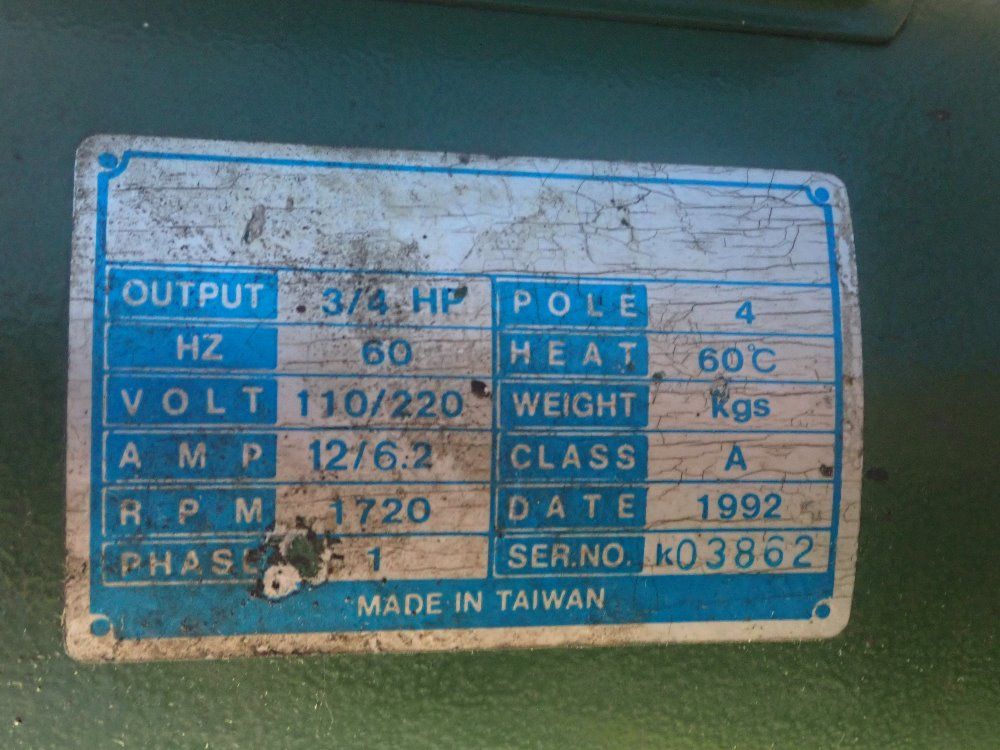 OUTPUT 3/4 HP POLE 4
HZ 60 HEAT 60°C
VOLT 110/220 WEIGHT kgs
AMP 12/6.2 CLASS A
RPM 1720 DATE 1992
PHASE 1 SER.NO. k03862
MADE IN TAIWAN